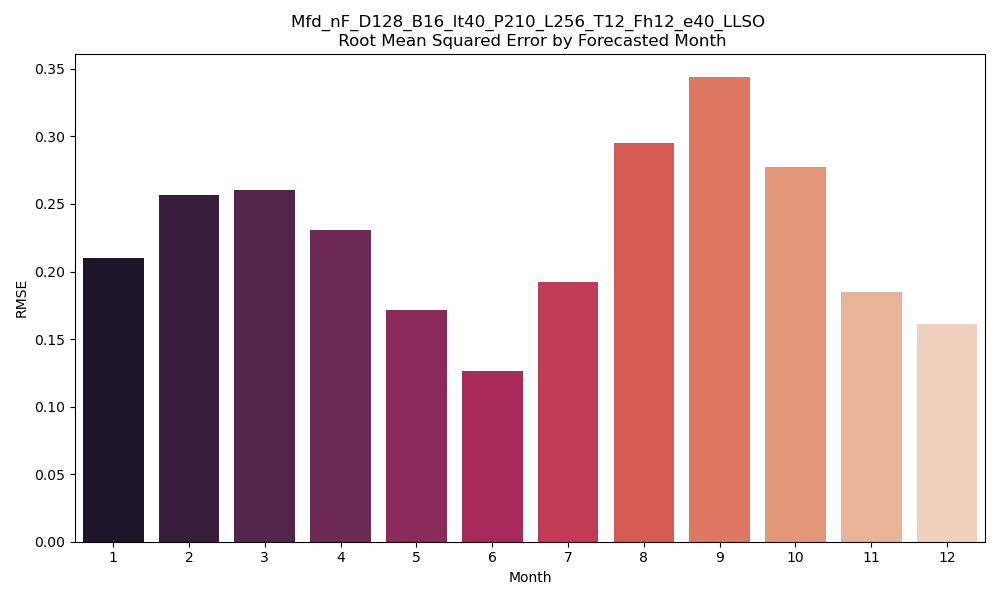 Mfd_nF_D128_B16_lt40_P210_L256_T12_Fh12_e40_LLSO
Root Mean Squared Error by Forecasted Month
0.35
0.30
0.25
0.20
0.15
0.10
0.05
0.00
RMSE
1 2 3 4 5 6 7 8 9 10 11 12
Month